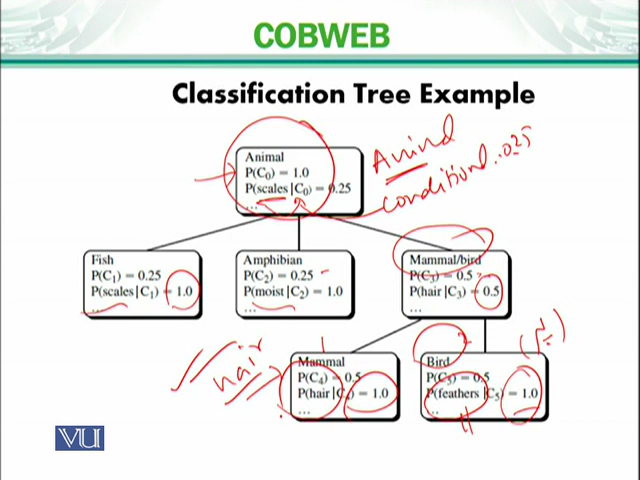 COBWEB
Classification Tree Example
Animal
P(C₀) = 1.0
P(scales|C₀) = 0.25
...
Animal
conditional .025
Fish
P(C₁) = 0.25
P(scales|C₁) = 1.0
...
Amphibian
P(C₂) = 0.25
P(moist|C₂) = 1.0
...
Mammal/bird
P(C₃) = 0.5
P(hair|C₃) = 0.5
...
hair
1
Mammal
P(C₄) = 0.5
P(hair|C₄) = 1.0
...
2
Bird
P(C₅) = 0.5
P(feathers|C₅) = 1.0
...
VU